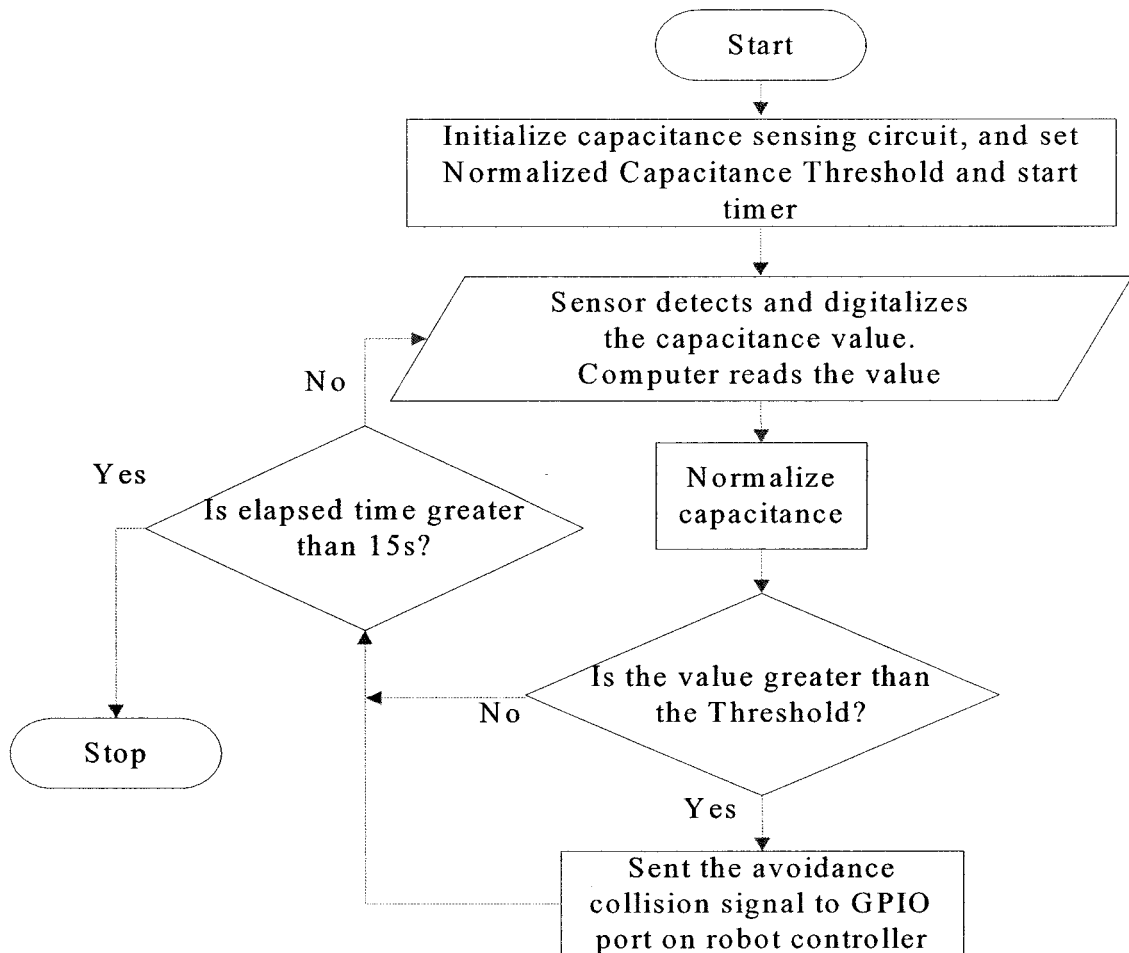 Start
Initialize capacitance sensing circuit, and set
Normalized Capacitance Threshold and start
timer
Sensor detects and digitalizes
the capacitance value.
Computer reads the value
No
Yes
Normalize
capacitance
Is elapsed time greater
than 15s?
Is the value greater than
the Threshold?
No
Stop
Yes
Sent the avoidance
collision signal to GPIO
port on robot controller